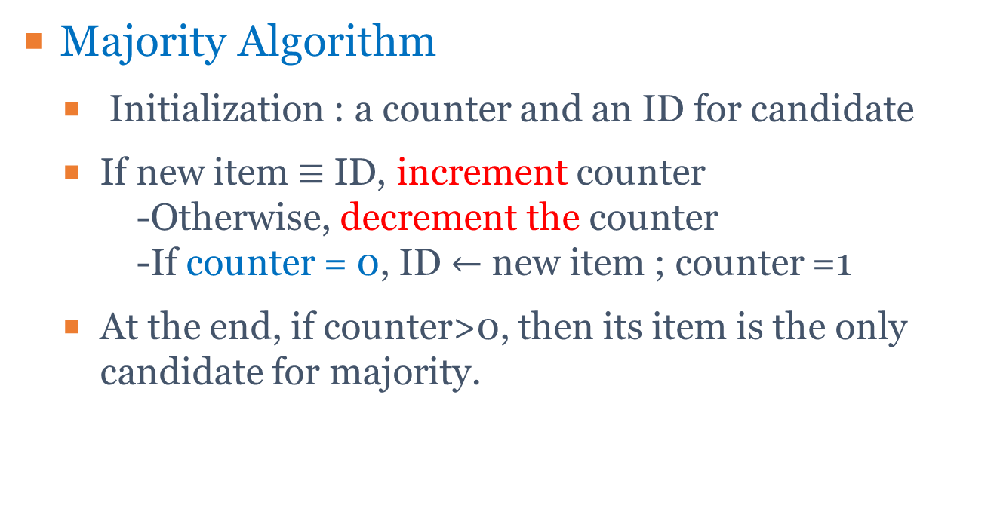 Majority Algorithm
Initialization : a counter and an ID for candidate
If new item ≡ ID, increment counter
-Otherwise, decrement the counter
-If counter = 0, ID ← new item ; counter =1
At the end, if counter>0, then its item is the only
candidate for majority.